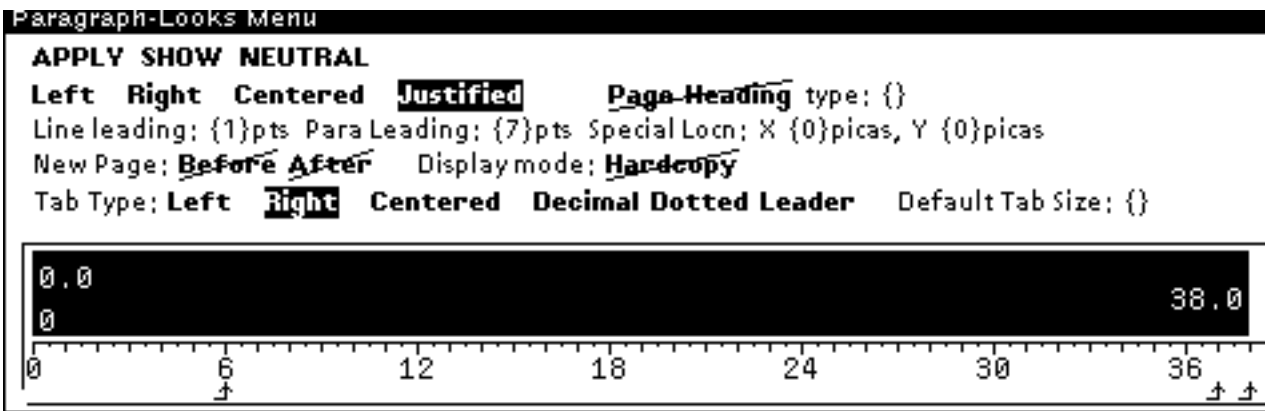 Paragraph-Looks Menu
APPLY SHOW NEUTRAL
Left Right Centered Justified Page-Heading type: {}
Line leading: {1}pts Para Leading: {7}pts Special Locn: X {0}picas, Y {0}picas
New Page: Before After Display mode: Hardcopy
Tab Type: Left Right Centered Decimal Dotted Leader Default Tab Size: {}
0.0
38.0
0
0 6 12 18 24 30 36